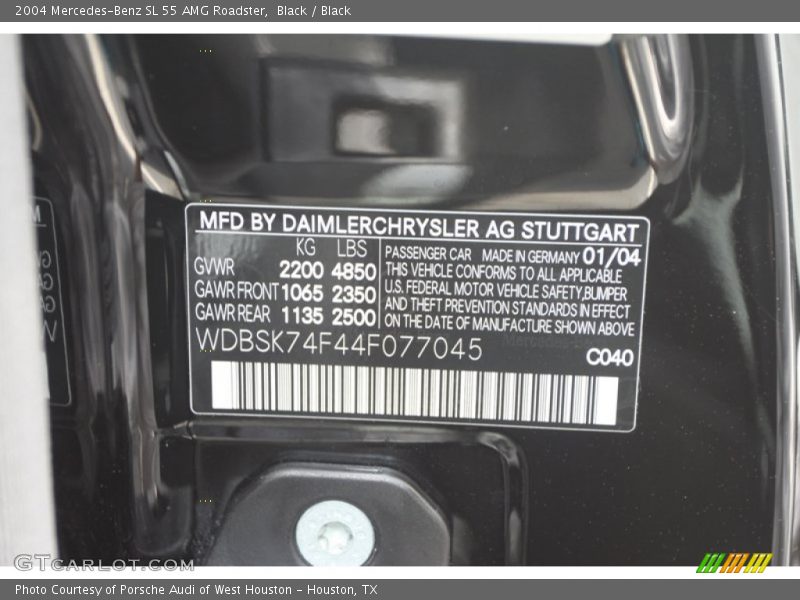 2004 Mercedes-Benz SL 55 AMG Roadster, Black / Black
MFD BY DAIMLERCHRYSLER AG STUTTGART
KG LBS
GVWR 2200 4850
GAWR FRONT 1065 2350
GAWR REAR 1135 2500
PASSENGER CAR MADE IN GERMANY 01/04
THIS VEHICLE CONFORMS TO ALL APPLICABLE
U.S. FEDERAL MOTOR VEHICLE SAFETY,BUMPER
AND THEFT PREVENTION STANDARDS IN EFFECT
ON THE DATE OF MANUFACTURE SHOWN ABOVE
WDBSK74F44F077045
C040
GTCARLOT.COM
Photo Courtesy of Porsche Audi of West Houston - Houston, TX